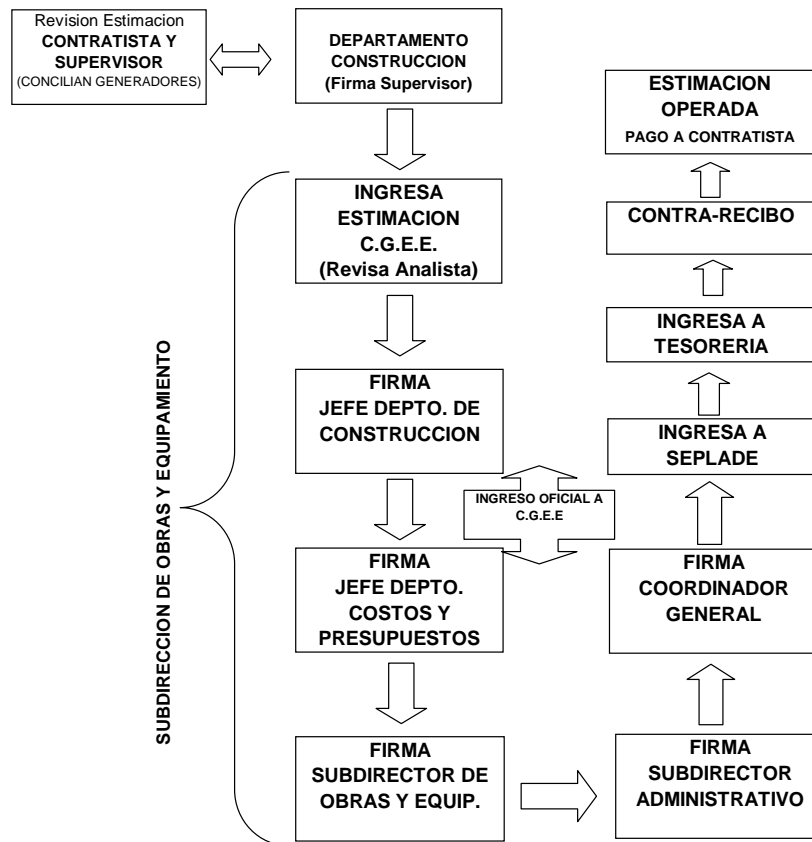 Revision Estimacion
CONTRATISTA Y
SUPERVISOR
(CONCILIAN GENERADORES)
DEPARTAMENTO
CONSTRUCCION
(Firma Supervisor)
INGRESA
ESTIMACION
C.G.E.E.
(Revisa Analista)
FIRMA
JEFE DEPTO. DE
CONSTRUCCION
INGRESO OFICIAL A
C.G.E.E
FIRMA
JEFE DEPTO.
COSTOS Y
PRESUPUESTOS
FIRMA
SUBDIRECTOR DE
OBRAS Y EQUIP.
SUBDIRECCION DE OBRAS Y EQUIPAMIENTO
FIRMA
SUBDIRECTOR
ADMINISTRATIVO
FIRMA
COORDINADOR
GENERAL
INGRESA A
SEPLADE
INGRESA A
TESORERIA
CONTRA-RECIBO
ESTIMACION
OPERADA
PAGO A CONTRATISTA